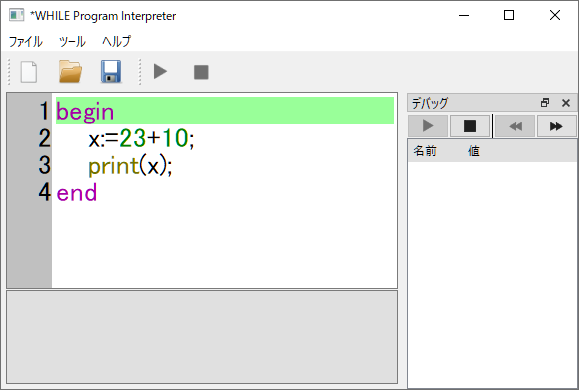 *WHILE Program Interpreter
ファイル ツール ヘルプ
1 begin
2 x:=23+10;
3 print(x);
4 end
デバッグ
名前 値